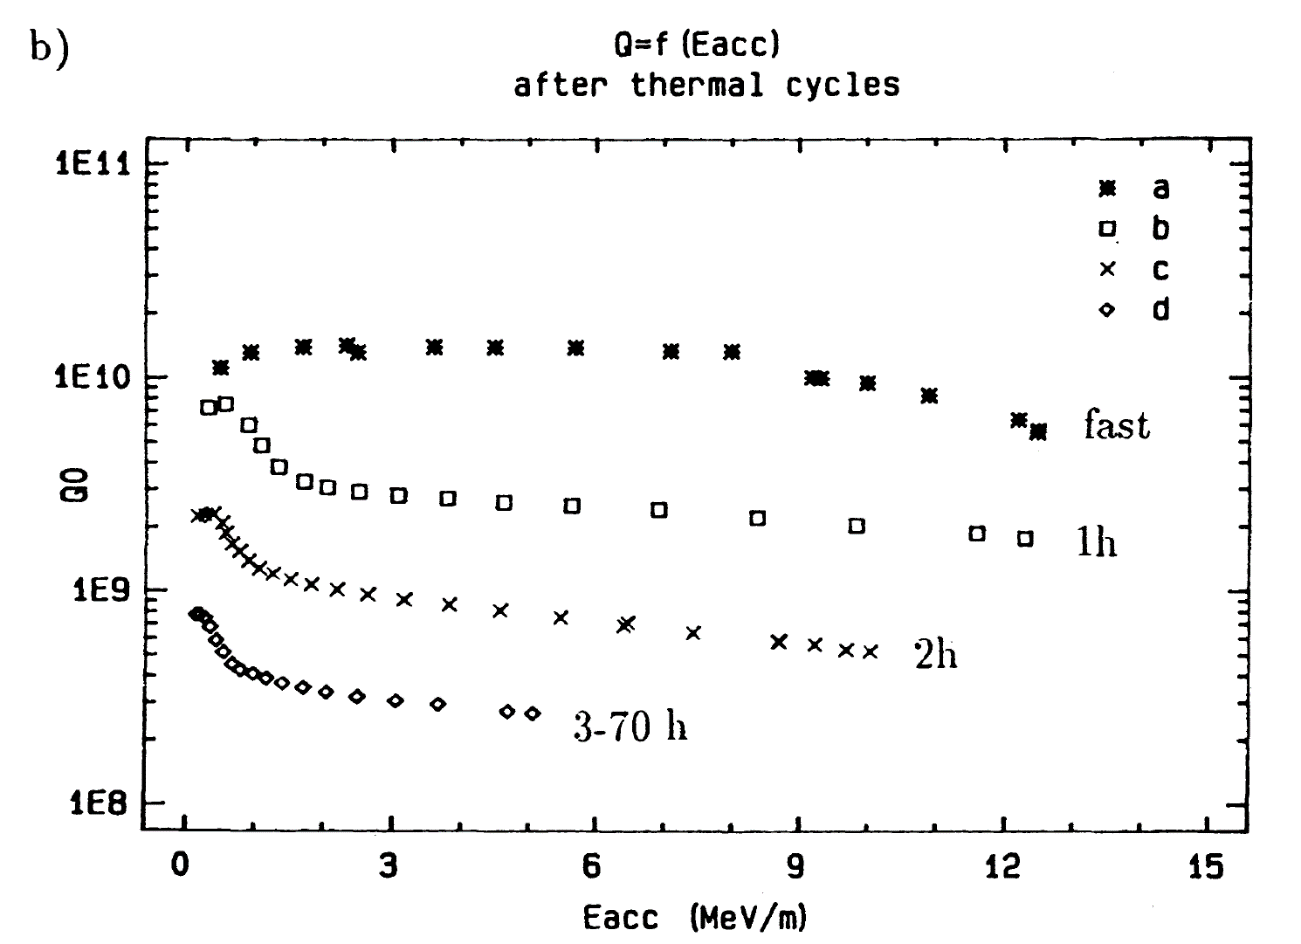 b)
Q=f (Eacc)
after thermal cycles
1E11
1E10
1E9
1E8
Q0
a
b
c
d
fast
1h
2h
3-70 h
0 3 6 9 12 15
Eacc (MeV/m)